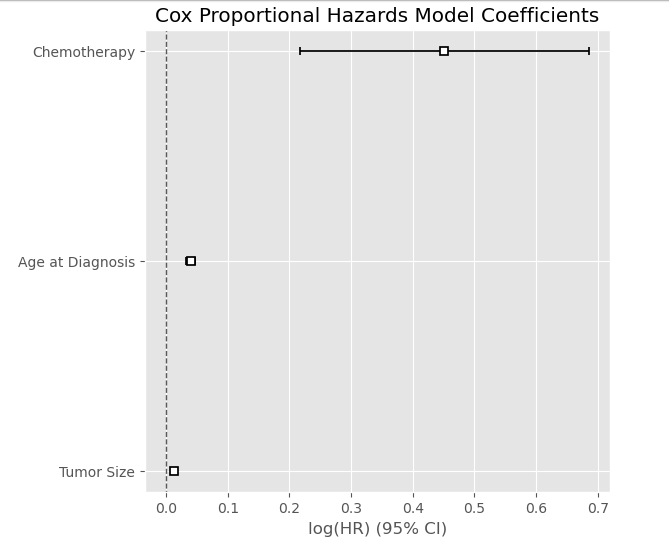 Cox Proportional Hazards Model Coefficients
Chemotherapy
Age at Diagnosis
Tumor Size
0.0 0.1 0.2 0.3 0.4 0.5 0.6 0.7
log(HR) (95% CI)